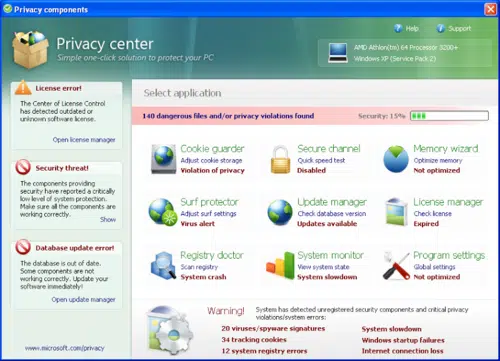 Privacy components
Help
Support
Privacy center
Simple one-click solution to protect your PC
AMD Athlon(tm) 64 Processor 3200+
Windows XP (Service Pack 2)
License error!
The Center of License Control
has detected outdated or
unknown software license.
Open license manager
Security threat!
The components providing
security have reported a critically
low level of system protection.
Make sure all the components are
working correctly.
Show
Database update error!
The database is out of date.
Some components are not
working correctly. Update your
software immediately!
Open update manager
www.microsoft.com/privacy
Select application
140 dangerous files and/or privacy violations found
Security: 15%
Cookie guarder
Adjust cookie storage
Violation of privacy
Secure channel
Quick speed test
Disabled
Memory wizard
Optimize memory
Not optimized
Surf protector
Adjust surf settings
Virus alert
Update manager
Check database version
Updates available
License manager
Check license
Expired
Registry doctor
Scan registry
System crash
System monitor
View system state
System slowdown
Program settings
Global settings
Not optimized
Warning!
System has detected unregistered security components and critical privacy
violations/system errors:
20 viruses/spyware signatures
34 tracking cookies
12 system registry errors
System slowdown
Windows startup failures
Internet connection loss